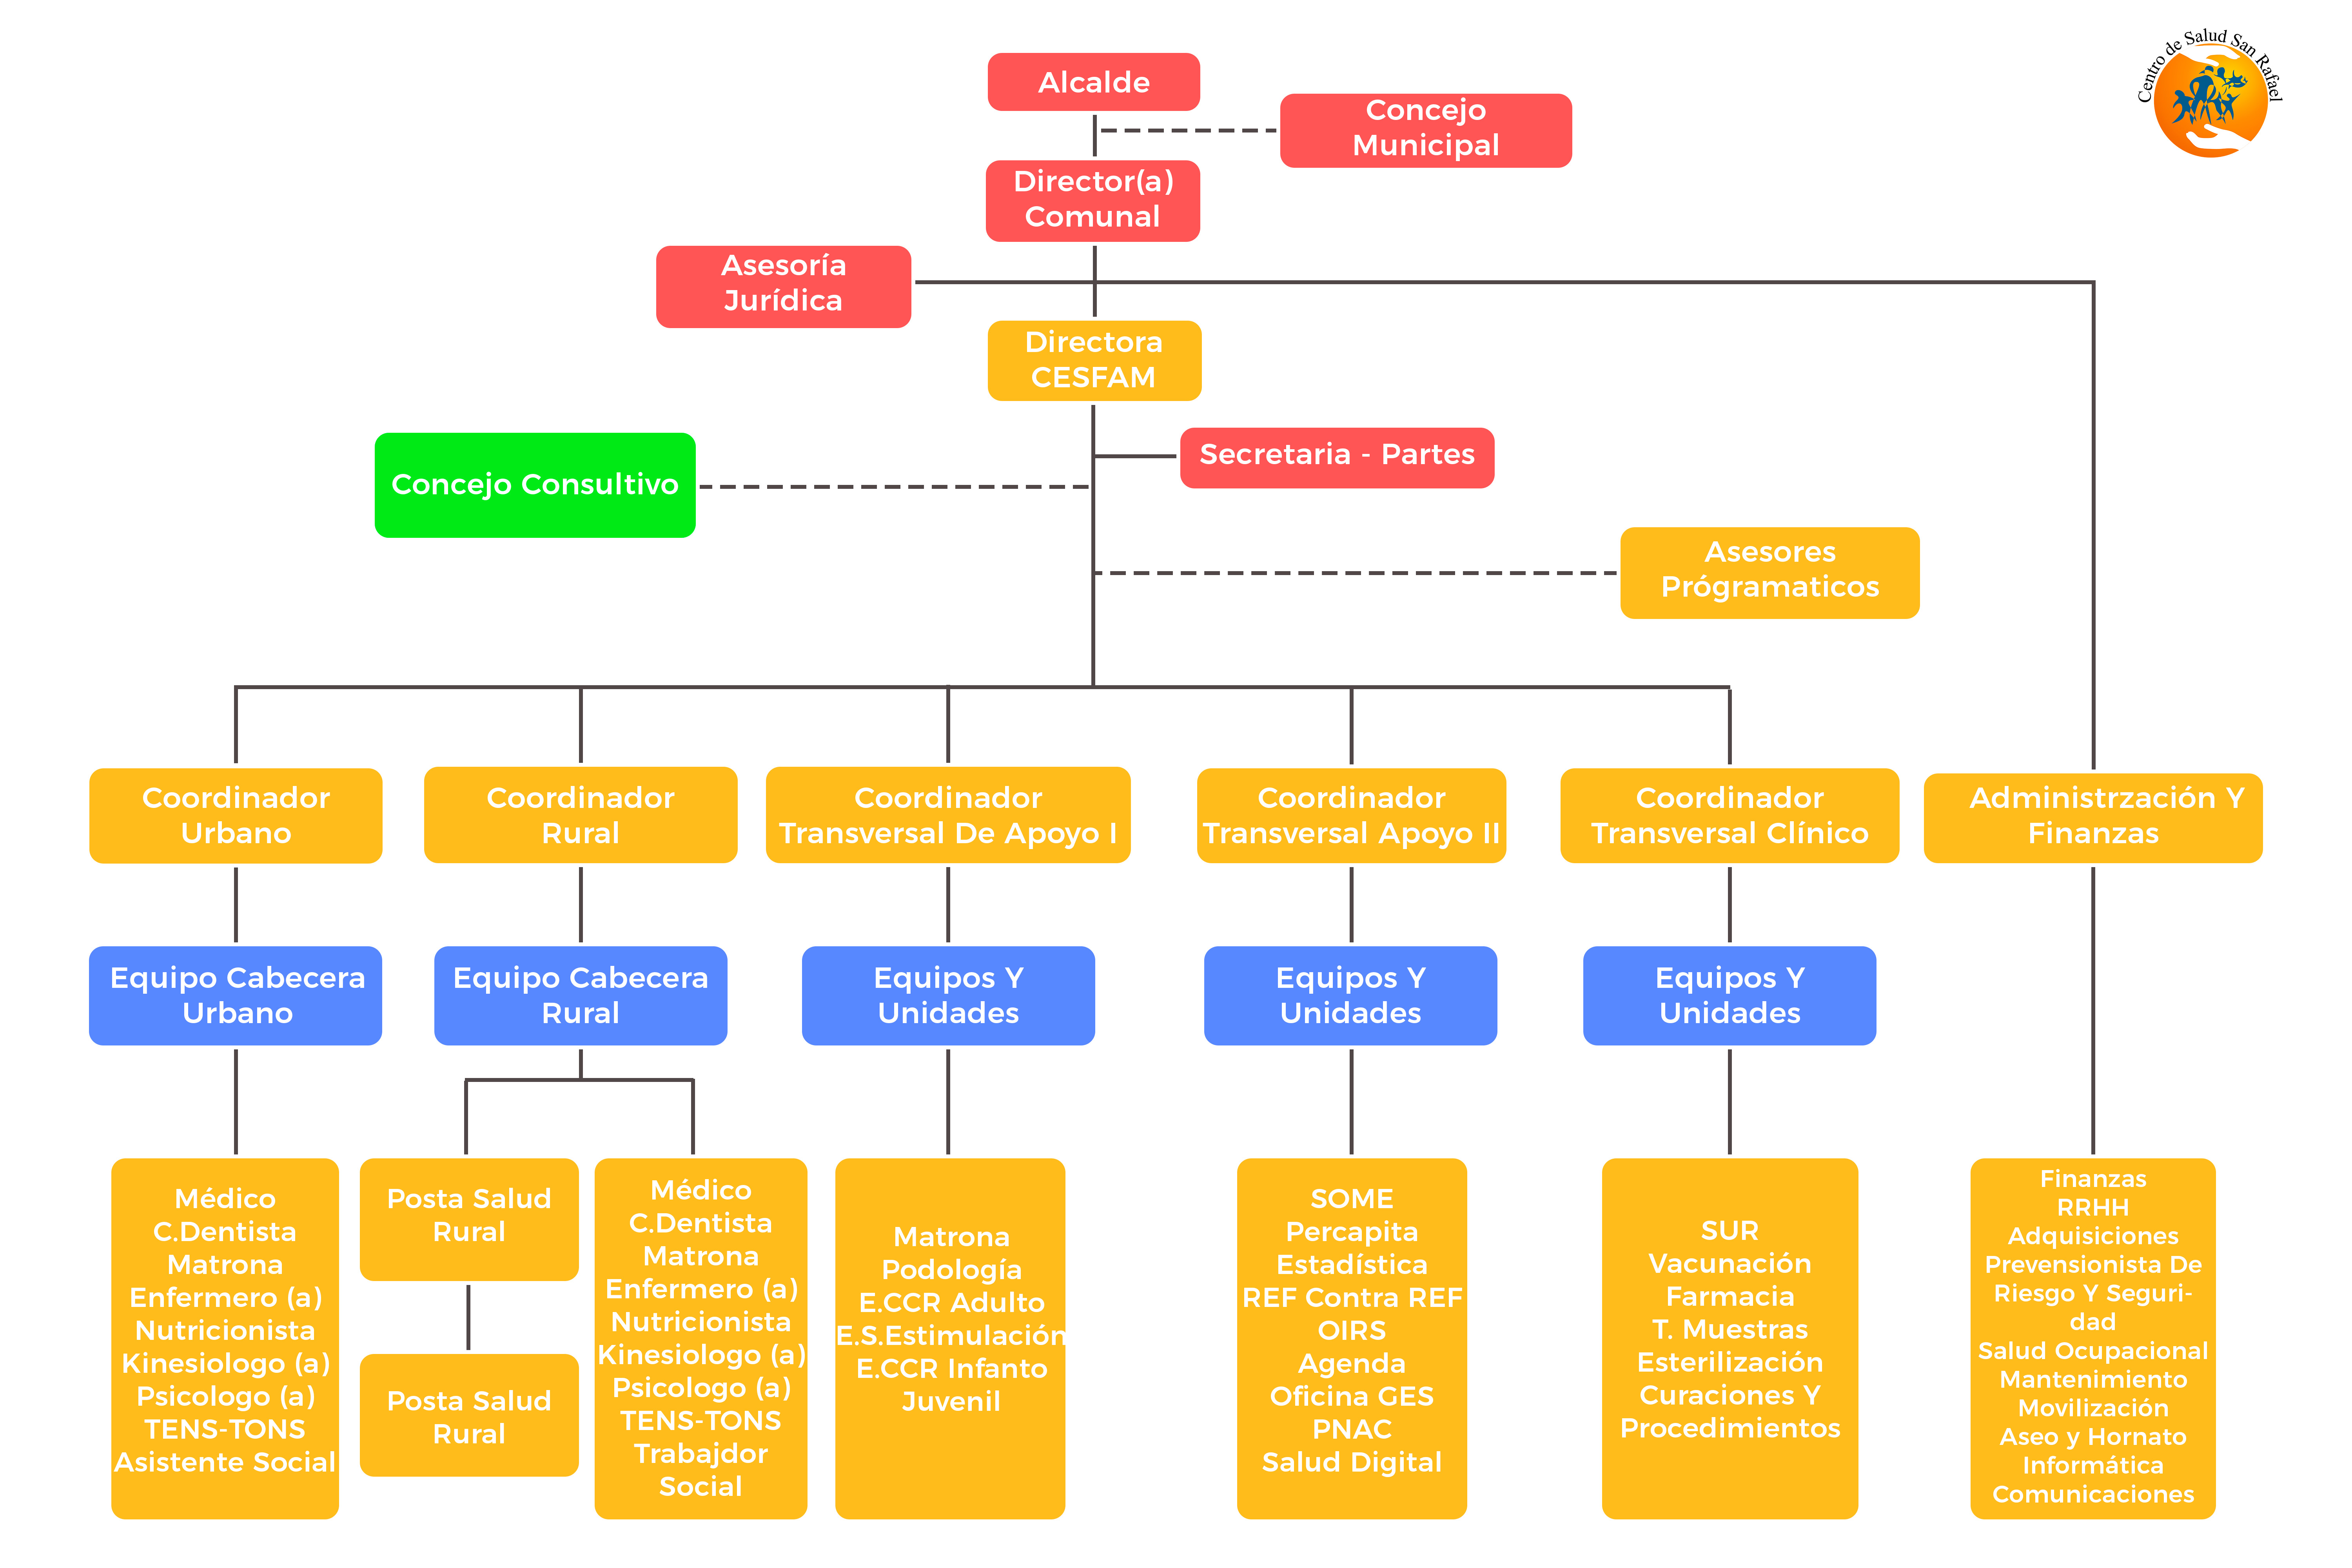 Centro de Salud San Rafael
Alcalde
Concejo
Municipal
Director(a)
Comunal
Asesoría
Jurídica
Directora
CESFAM
Secretaria - Partes
Concejo Consultivo
Asesores
Prógramaticos
Coordinador
Urbano
Coordinador
Rural
Coordinador
Transversal De Apoyo I
Coordinador
Transversal Apoyo II
Coordinador
Transversal Clínico
Administrzación Y
Finanzas
Equipo Cabecera
Urbano
Equipo Cabecera
Rural
Equipos Y
Unidades
Equipos Y
Unidades
Equipos Y
Unidades
Médico
C.Dentista
Matrona
Enfermero (a)
Nutricionista
Kinesiologo (a)
Psicologo (a)
TENS-TONS
Asistente Social
Posta Salud
Rural
Posta Salud
Rural
Médico
C.Dentista
Matrona
Enfermero (a)
Nutricionista
Kinesiologo (a)
Psicologo (a)
TENS-TONS
Trabajdor
Social
Matrona
Podología
E.CCR Adulto
E.S.Estimulación
E.CCR Infanto
Juvenil
SOME
Percapita
Estadística
REF Contra REF
OIRS
Agenda
Oficina GES
PNAC
Salud Digital
SUR
Vacunación
Farmacia
T. Muestras
Esterilización
Curaciones Y
Procedimientos
Finanzas
RRHH
Adquisiciones
Prevensionista De
Riesgo Y Seguri-
dad
Salud Ocupacional
Mantenimiento
Movilización
Aseo y Hornato
Informática
Comunicaciones